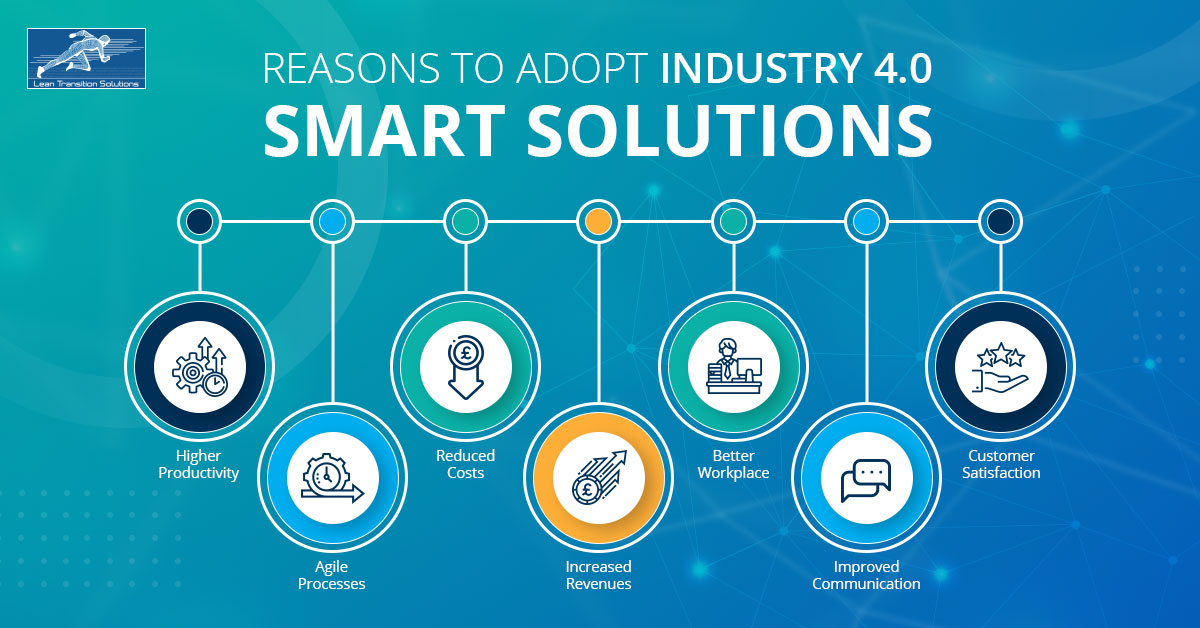 Lean Transition Solutions
REASONS TO ADOPT INDUSTRY 4.0
SMART SOLUTIONS
£
£
Higher
Productivity
Agile
Processes
Reduced
Costs
Increased
Revenues
Better
Workplace
Improved
Communication
Customer
Satisfaction